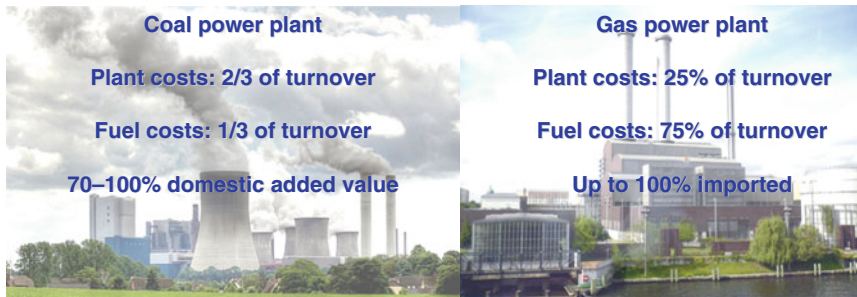 Coal power plant
Plant costs: 2/3 of turnover
Fuel costs: 1/3 of turnover
70–100% domestic added value
Gas power plant
Plant costs: 25% of turnover
Fuel costs: 75% of turnover
Up to 100% imported